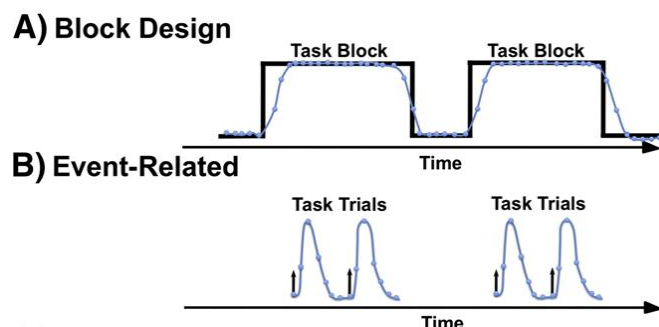 A) Block Design
Task Block Task Block
Time
B) Event-Related
Task Trials Task Trials
Time